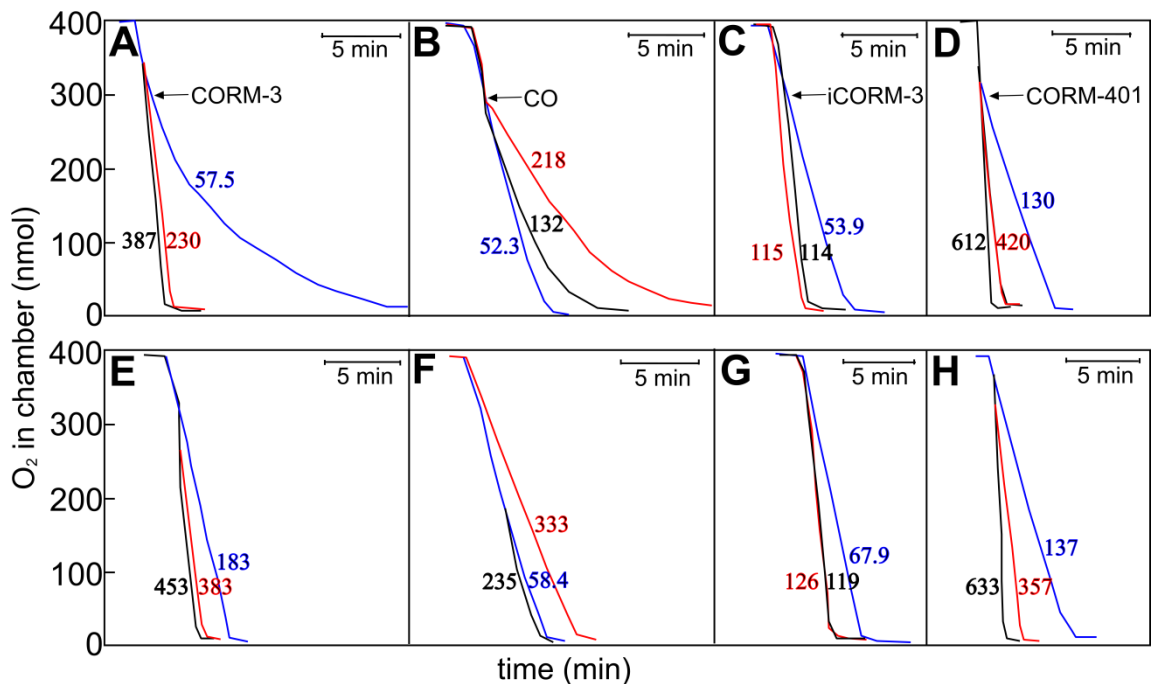 400
300
200
100
0
O₂ in chamber (nmol)
A
5 min
CORM-3
57.5
387
230
B
5 min
CO
218
132
52.3
C
5 min
iCORM-3
53.9
115
114
D
5 min
CORM-401
130
612
420
400
300
200
100
0
E
5 min
183
453
383
F
5 min
333
235
58.4
G
5 min
67.9
126
119
H
5 min
137
633
357
time (min)